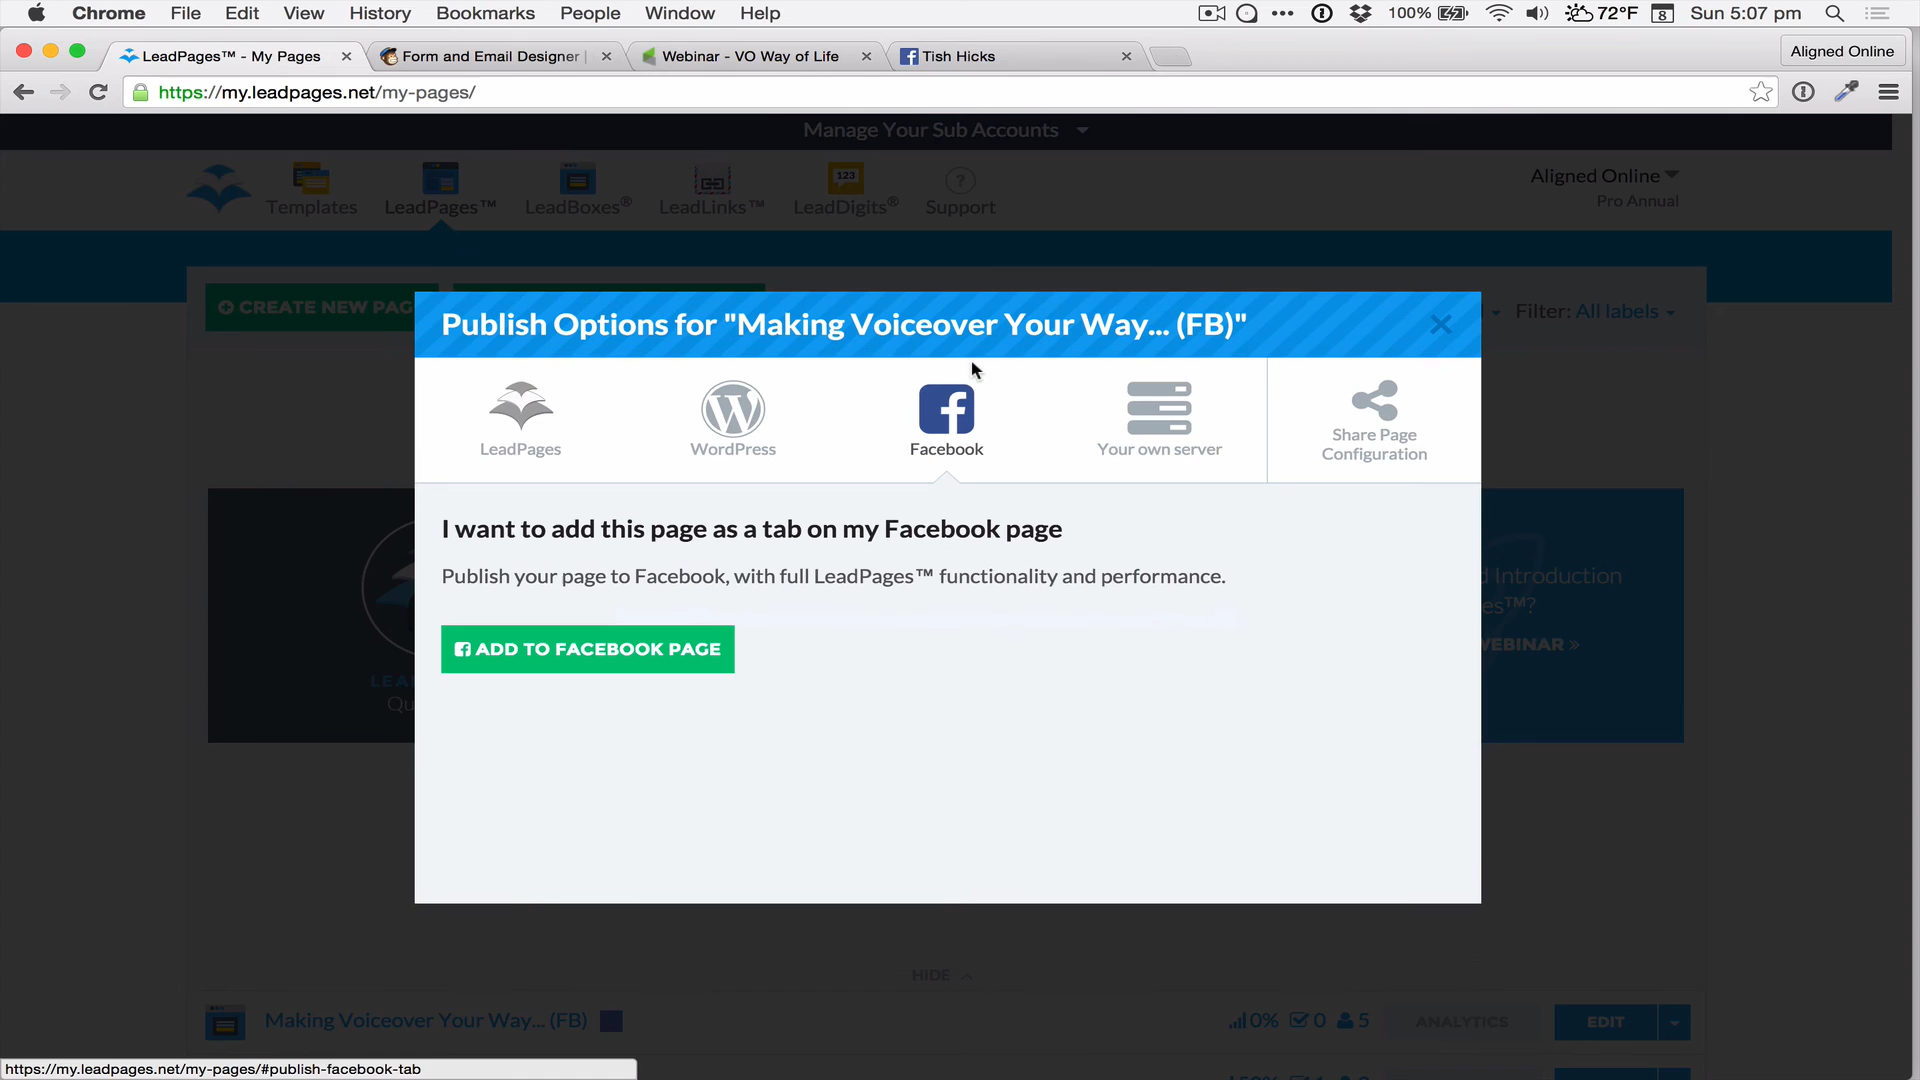 Chrome File Edit View History Bookmarks People Window Help 100% 72°F 8 Sun 5:07 pm
LeadPages™ - My Pages Form and Email Designer Webinar - VO Way of Life Tish Hicks Aligned Online
https://my.leadpages.net/my-pages/
Manage Your Sub Accounts
Templates LeadPages™ LeadBoxes® LeadLinks™ 123 LeadDigits® ? Support
Aligned Online
Pro Annual
CREATE NEW PAG
Filter: All labels
Publish Options for "Making Voiceover Your Way... (FB)"
LeadPages WordPress Facebook Your own server Share Page
Configuration
I want to add this page as a tab on my Facebook page
Publish your page to Facebook, with full LeadPages™ functionality and performance.
ADD TO FACEBOOK PAGE
d Introduction
es™?
WEBINAR »
LEA
Qu
HIDE
Making Voiceover Your Way... (FB) 0% 0 5 ANALYTICS EDIT
https://my.leadpages.net/my-pages/#publish-facebook-tab